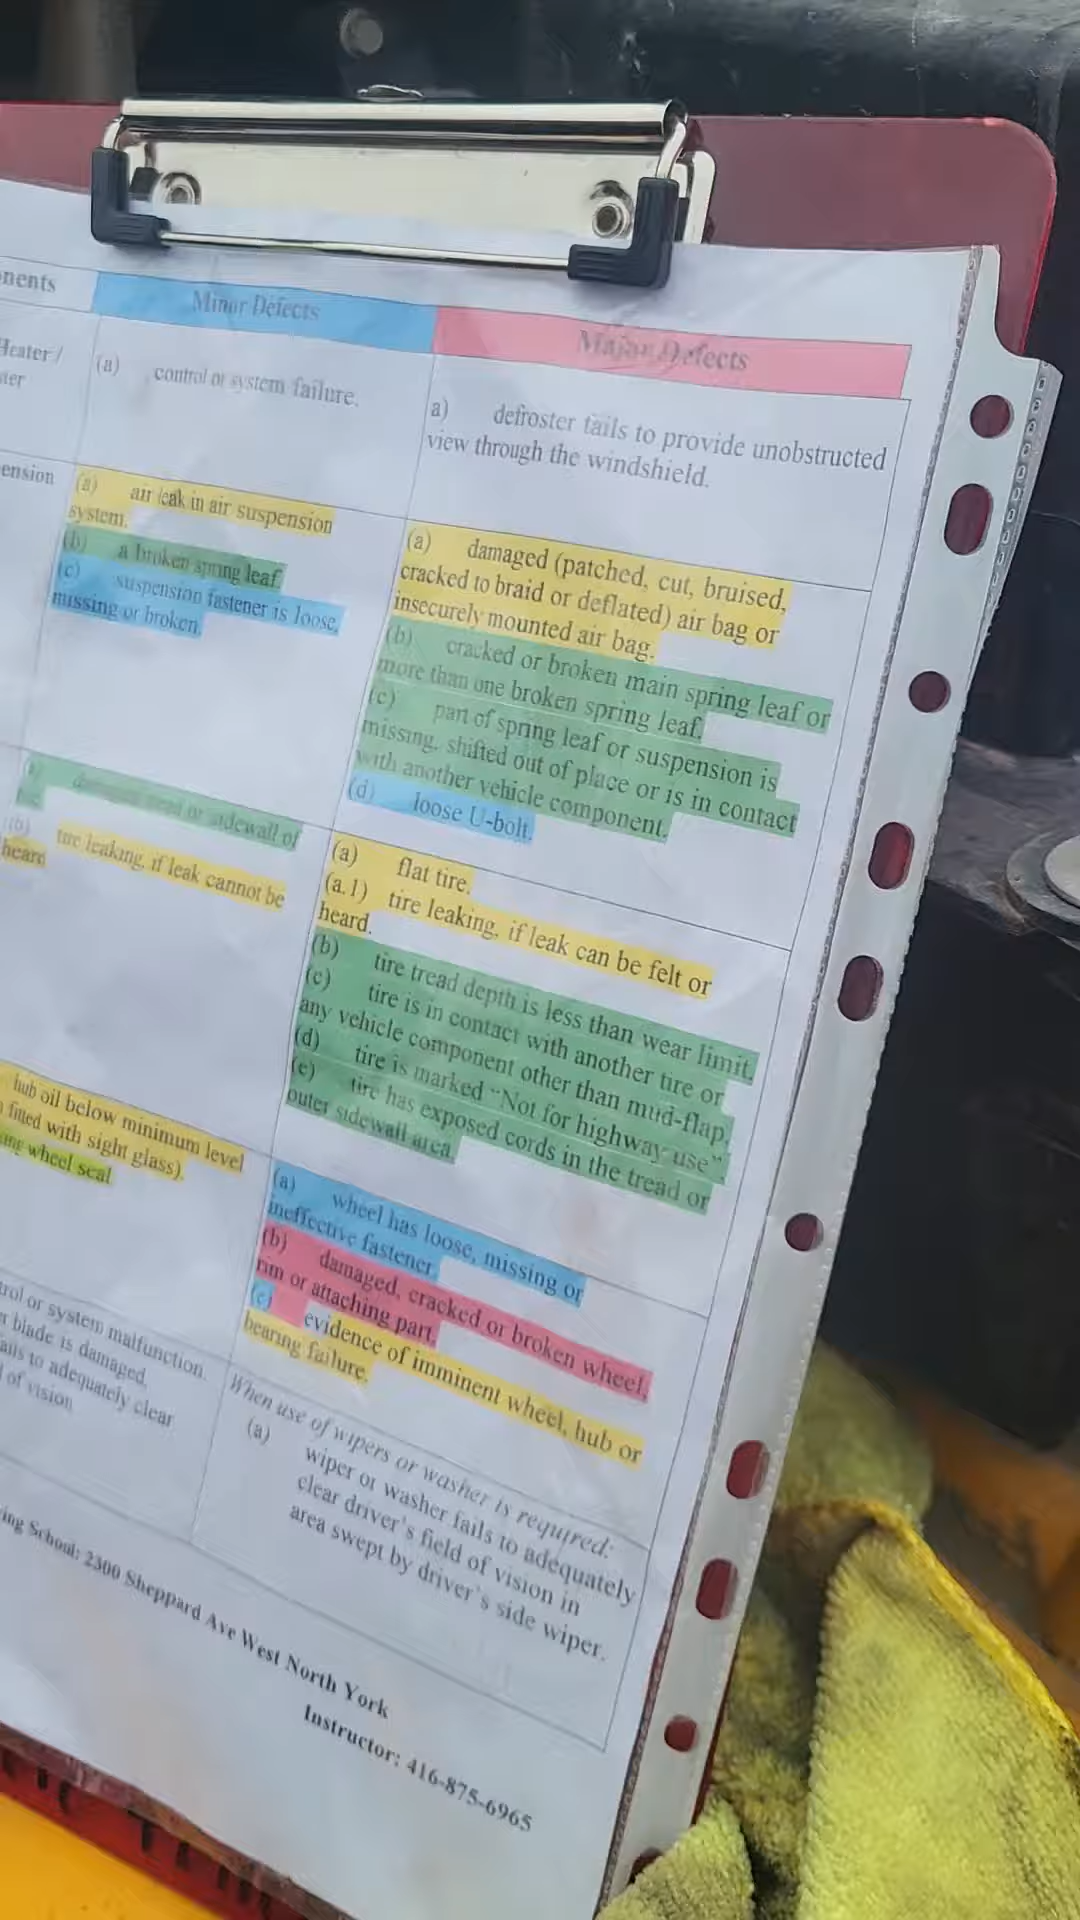 nents
Minor Defects
Major Defects
Heater /
(a) control or system failure.
a) defroster fails to provide unobstructed
view through the windshield.
ension
(a) air leak in air suspension
system.
(b) a broken spring leaf.
(c) suspension fastener is loose,
missing or broken.
(a) damaged (patched, cut, bruised,
cracked to braid or deflated) air bag or
insecurely mounted air bag.
(b) cracked or broken main spring leaf or
more than one broken spring leaf.
(c) part of spring leaf or suspension is
missing, shifted out of place or is in contact
with another vehicle component.
(d) loose U-bolt.
damaged tread or sidewall of
(b) tire leaking, if leak cannot be
heard
(a) flat tire.
(a.1) tire leaking, if leak can be felt or
heard.
(b) tire tread depth is less than wear limit.
(c) tire is in contact with another tire or
any vehicle component other than mud-flap.
(d) tire is marked “Not for highway use”.
(e) tire has exposed cords in the tread or
outer sidewall area.
hub oil below minimum level
fitted with sight glass).
wheel seal
(a) wheel has loose, missing or
ineffective fastener.
(b) damaged, cracked or broken wheel,
rim or attaching part.
(c) evidence of imminent wheel, hub or
bearing failure.
rol or system malfunction.
blade is damaged,
ails to adequately clear
of vision
When use of wipers or washer is required:
(a) wiper or washer fails to adequately
clear driver’s field of vision in
area swept by driver’s side wiper.
ing School: 2300 Sheppard Ave West North York
Instructor: 416-875-6965